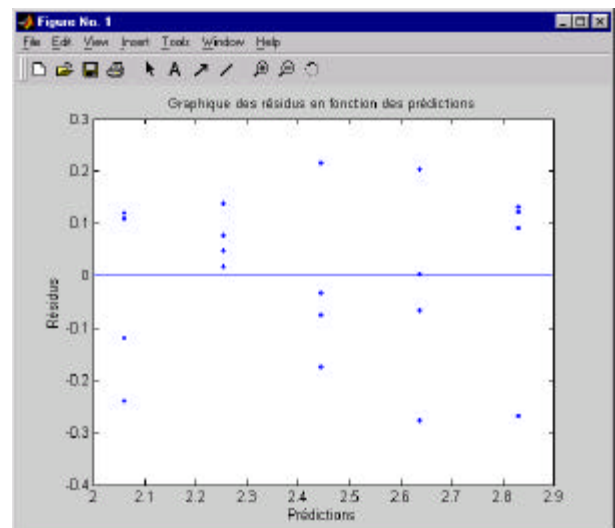 Figure No. 1
File Edit View Insert Tools Window Help
A
Graphique des résidus en fonction des prédictions
0.3
0.2
0.1
0
-0.1
-0.2
-0.3
-0.4
Résidus
2 2.1 2.2 2.3 2.4 2.5 2.6 2.7 2.8 2.9
Prédictions